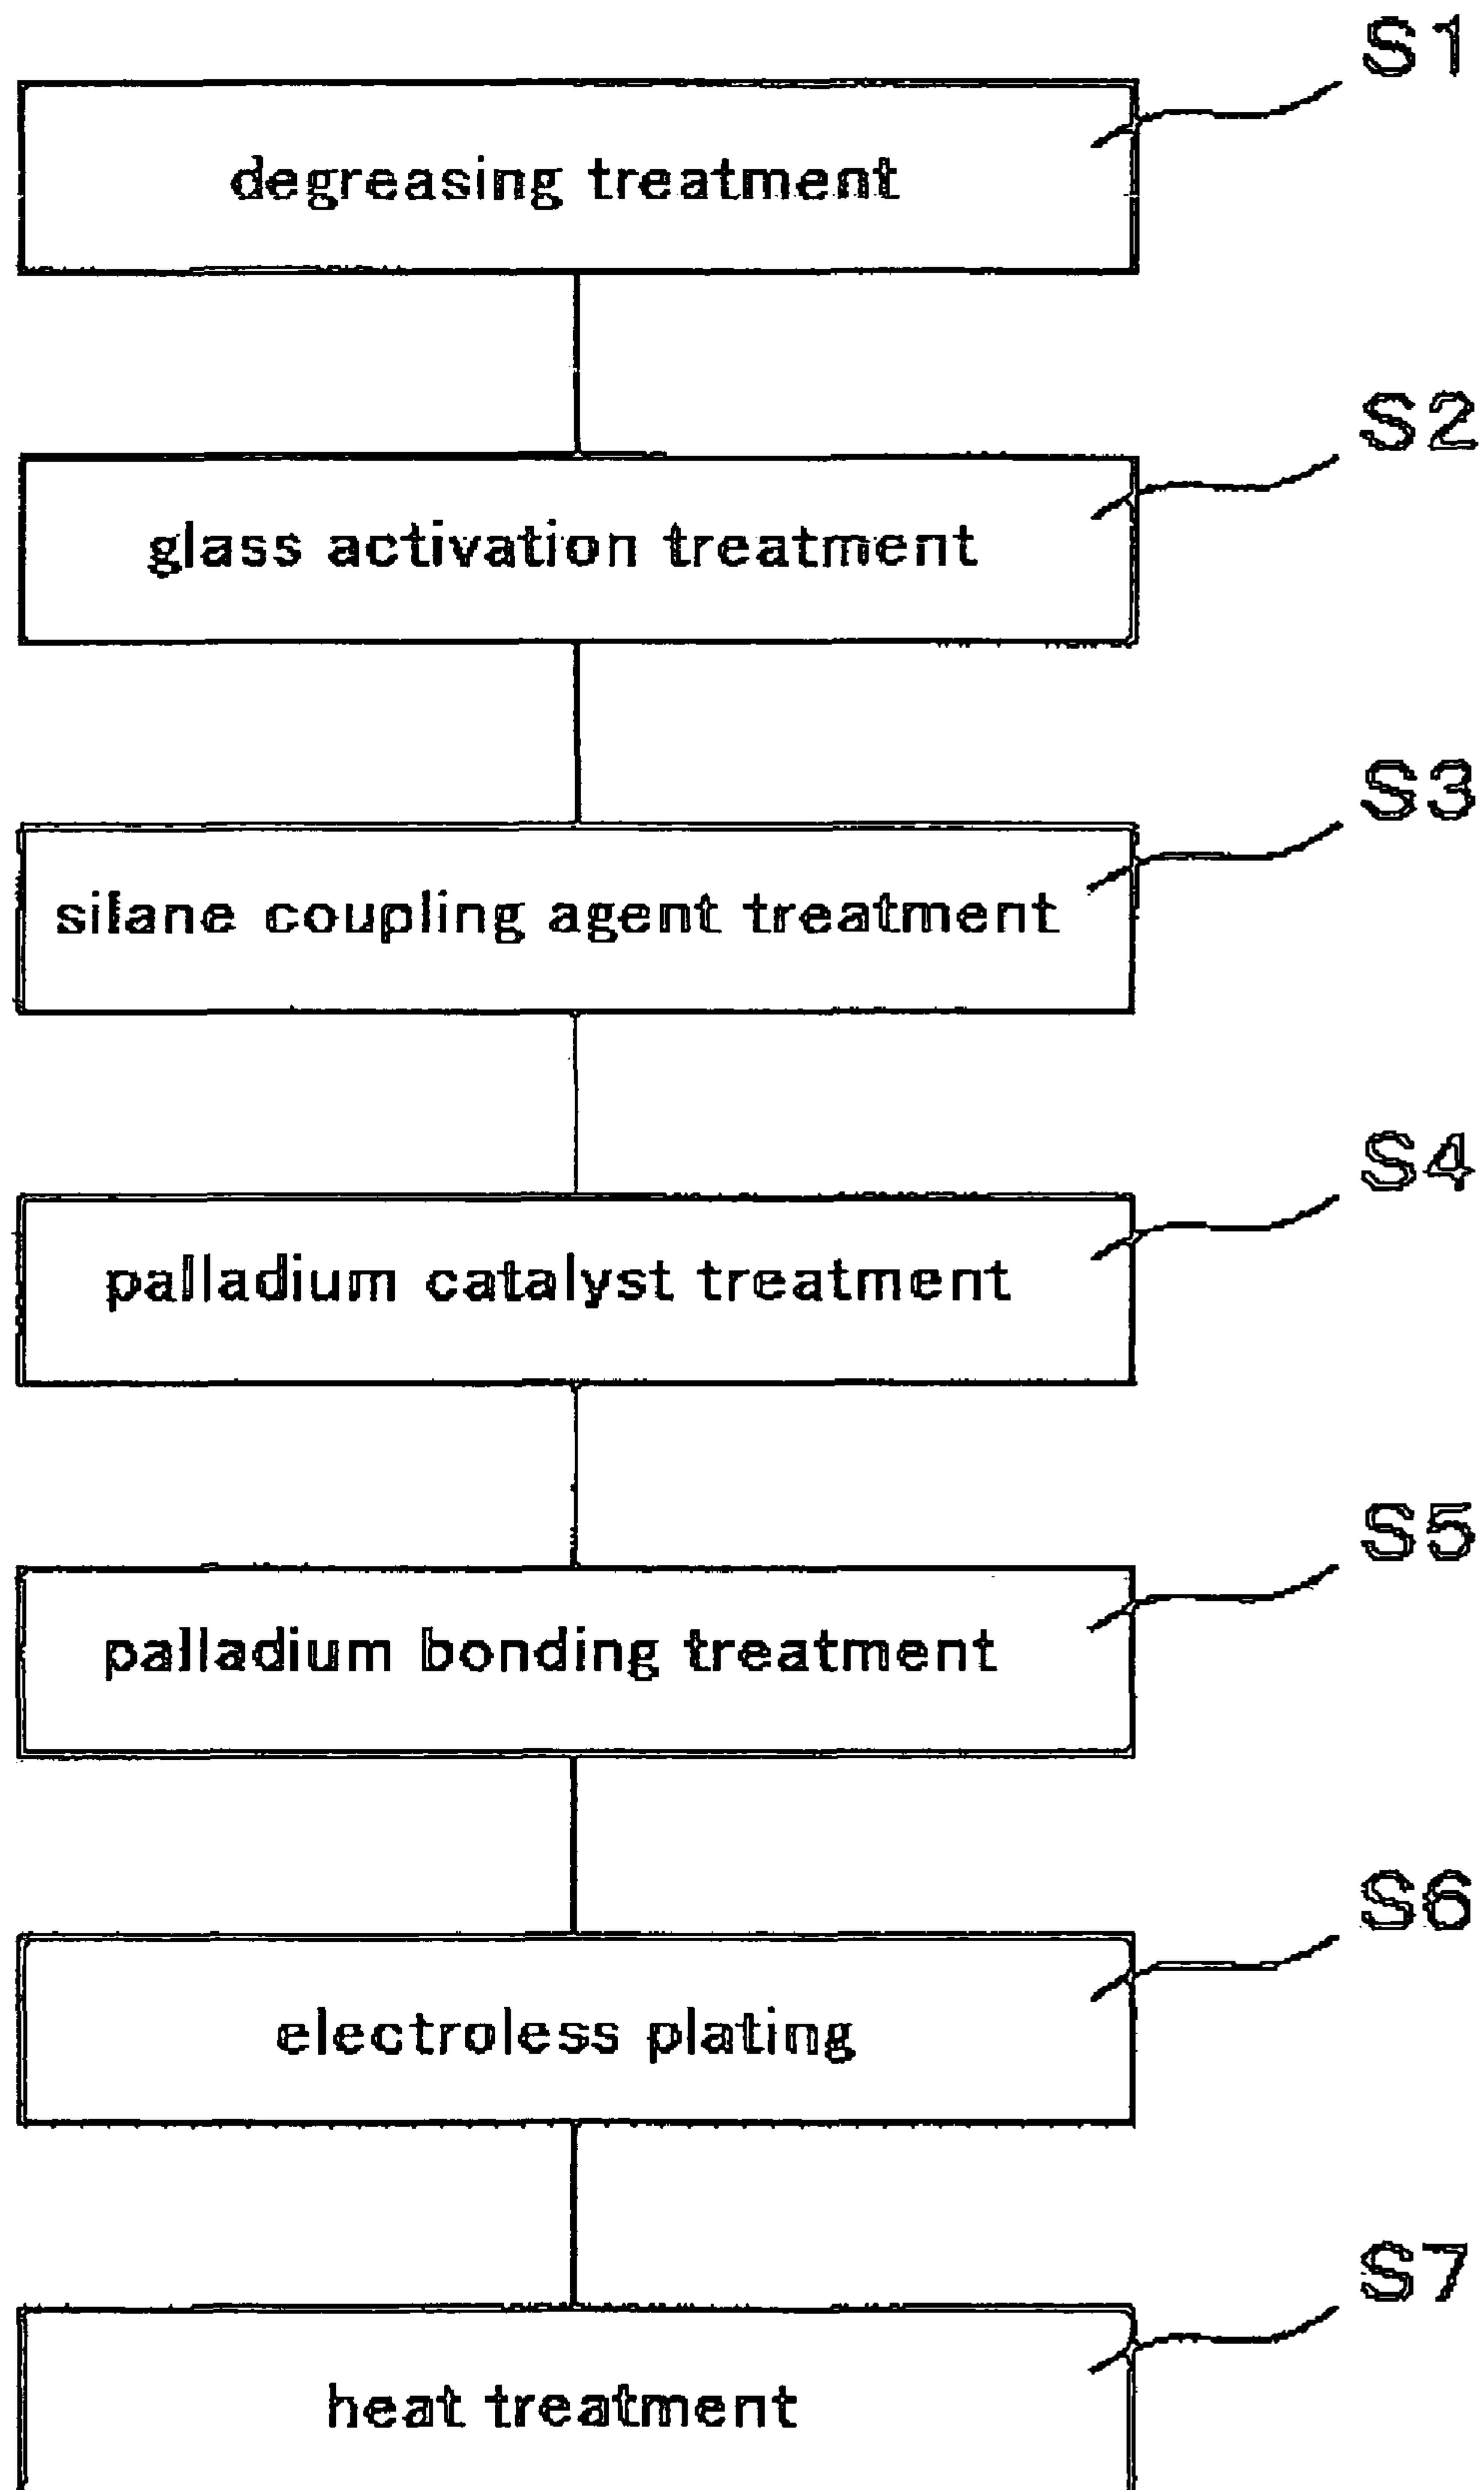 S1
degreasing treatment
S2
glass activation treatment
S3
silane coupling agent treatment
S4
palladium catalyst treatment
S5
palladium bonding treatment
S6
electroless plating
S7
heat treatment